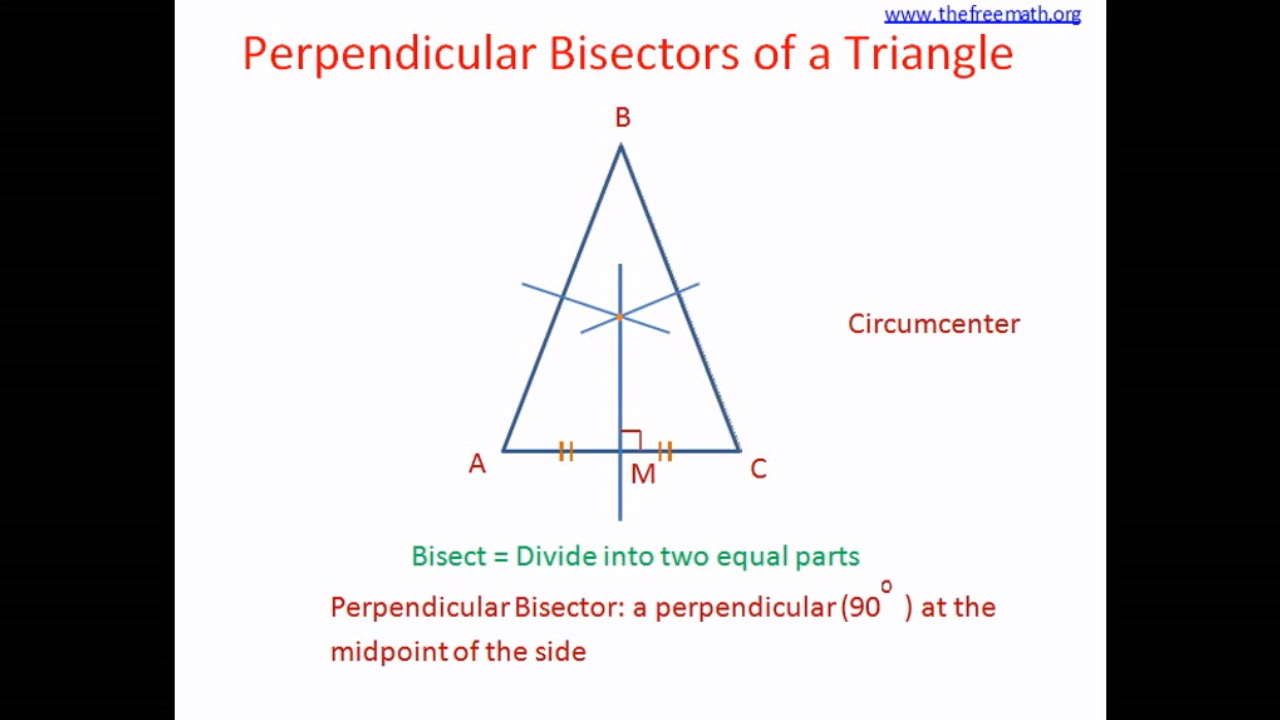 www.thefreemath.org
Perpendicular Bisectors of a Triangle
B
Circumcenter
A
M
C
Bisect = Divide into two equal parts
Perpendicular Bisector: a perpendicular (90° ) at the
midpoint of the side